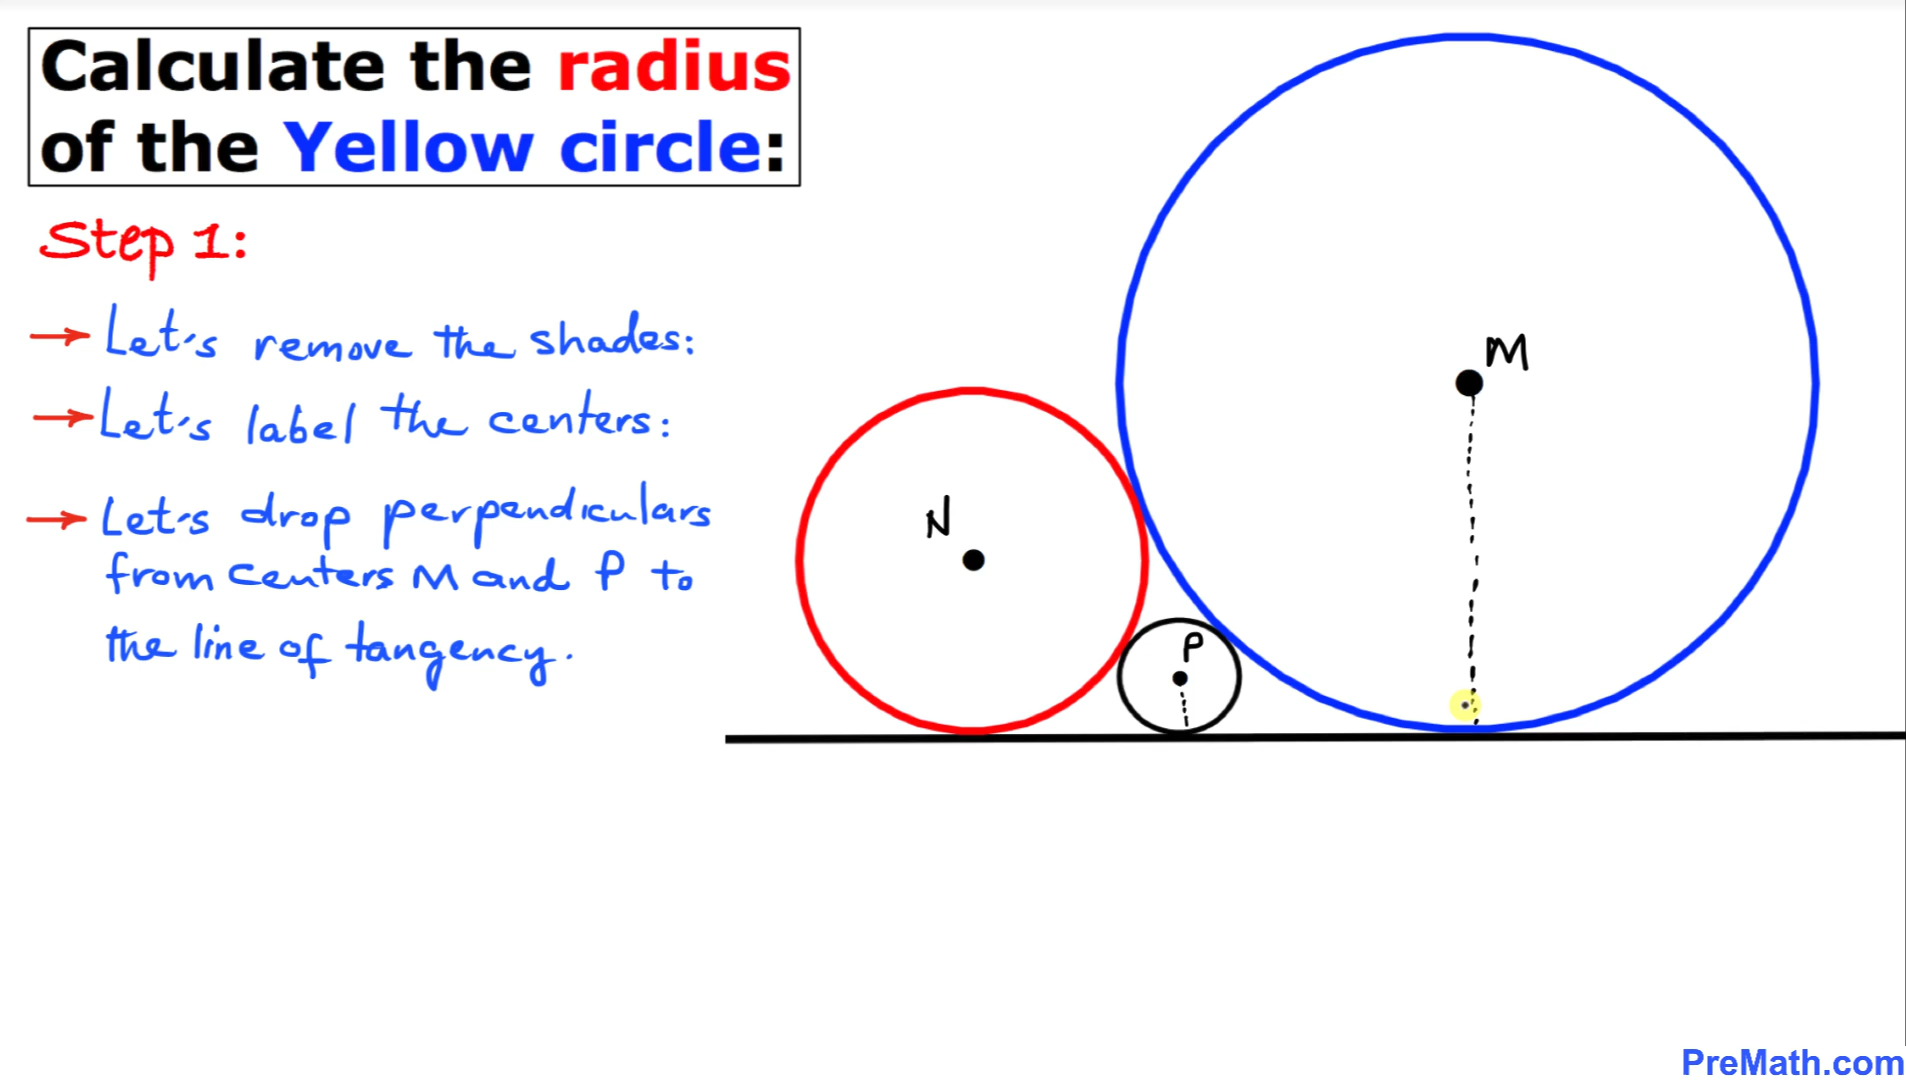 Calculate the radius
of the Yellow circle:
Step 1:
→ Let's remove the shades:
→ Let's label the centers:
→ Let's drop perpendiculars
from centers M and P to
the line of tangency.
M
N
P
PreMath.com